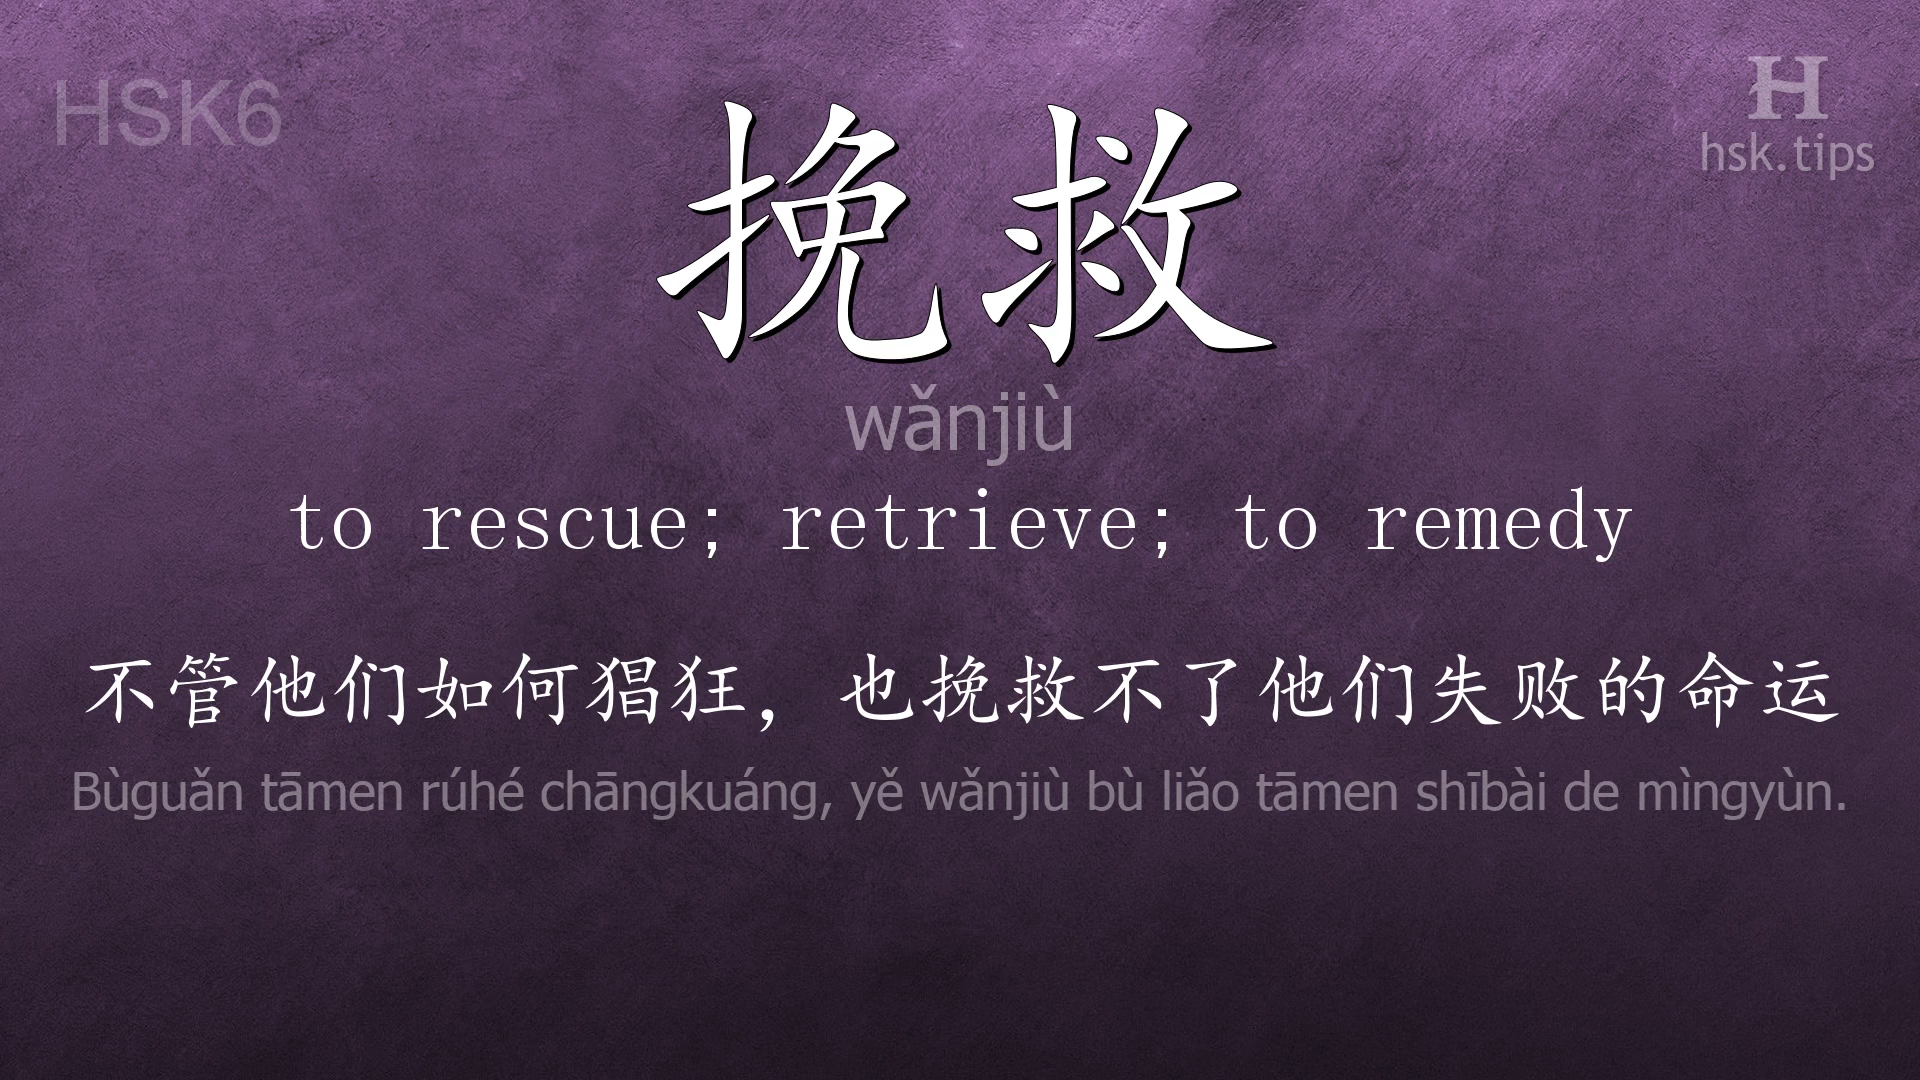 HSK6
H
hsk.tips
挽救
wǎnjiù
to rescue; retrieve; to remedy
不管他们如何猖狂，也挽救不了他们失败的命运
Bùguǎn tāmen rúhé chāngkuáng, yě wǎnjiù bù liǎo tāmen shībài de mìngyùn.